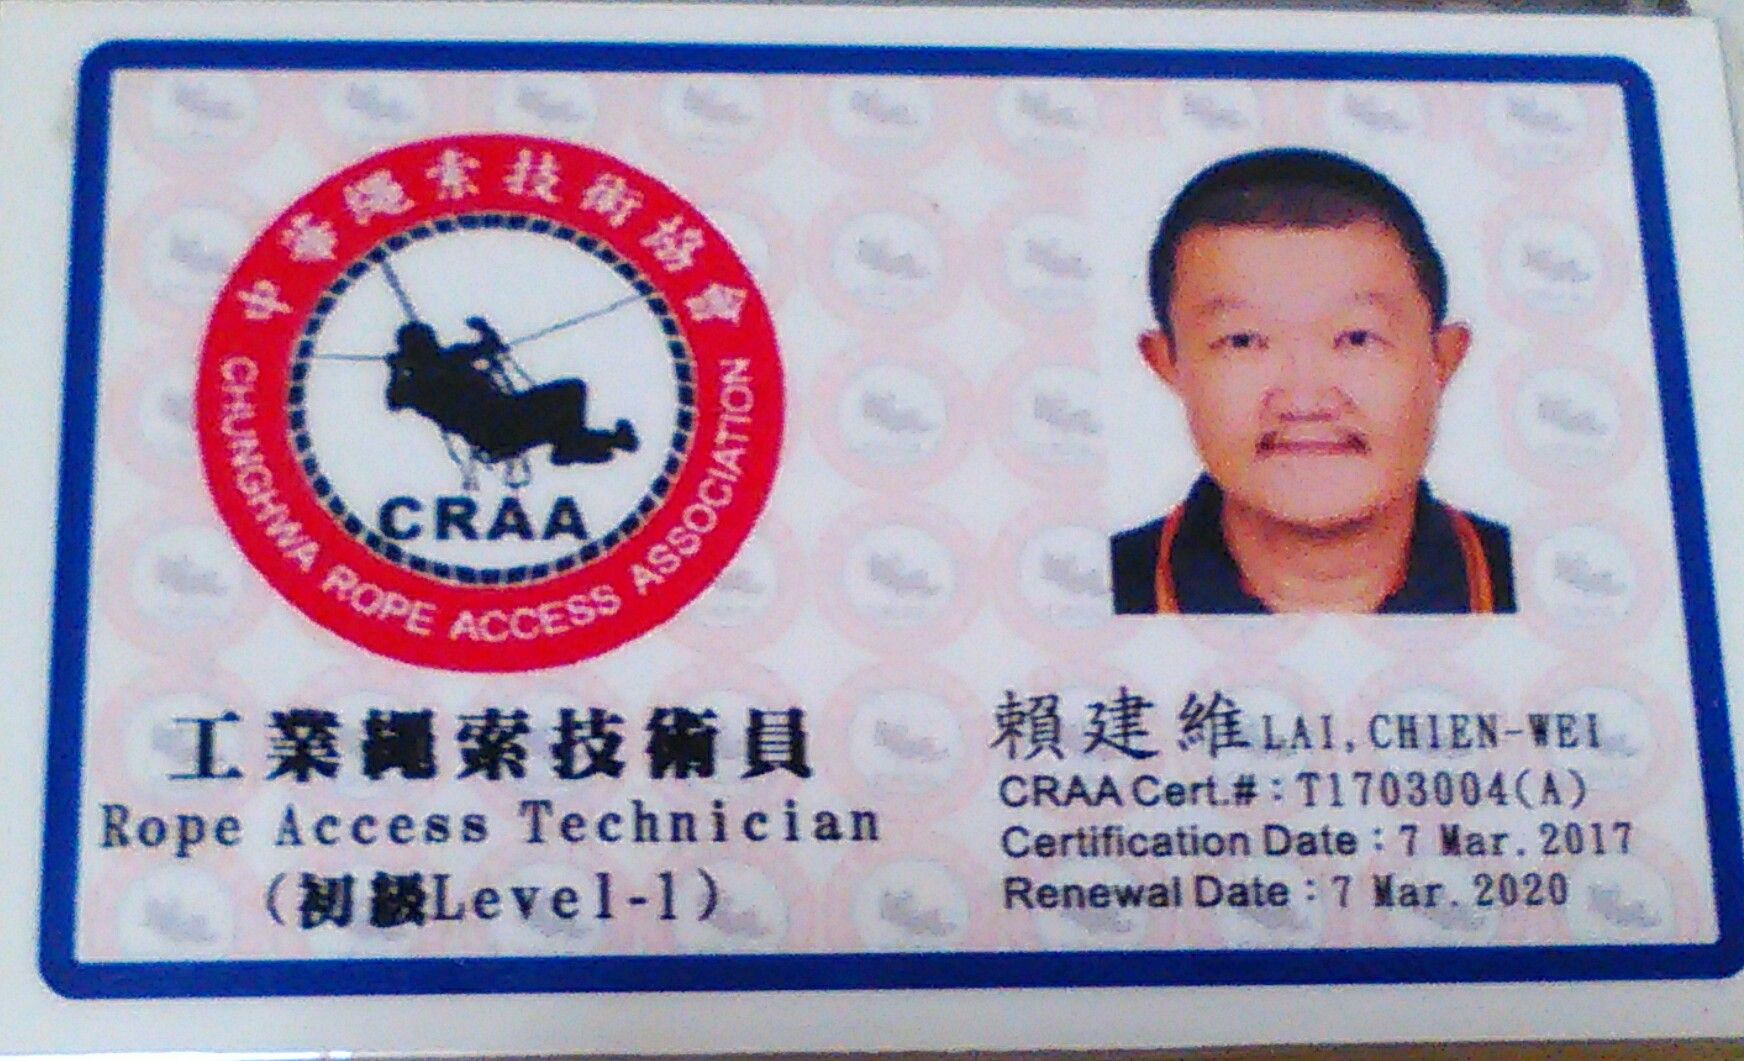 中華繩索技術協會
CHUNGHWA ROPE ACCESS ASSOCIATION
CRAA
工業繩索技術員
Rope Access Technician
（初級Level-1）
賴建維LAI,CHIEN-WEI
CRAA Cert.#：T1703004(A)
Certification Date：7 Mar.2017
Renewal Date：7 Mar.2020